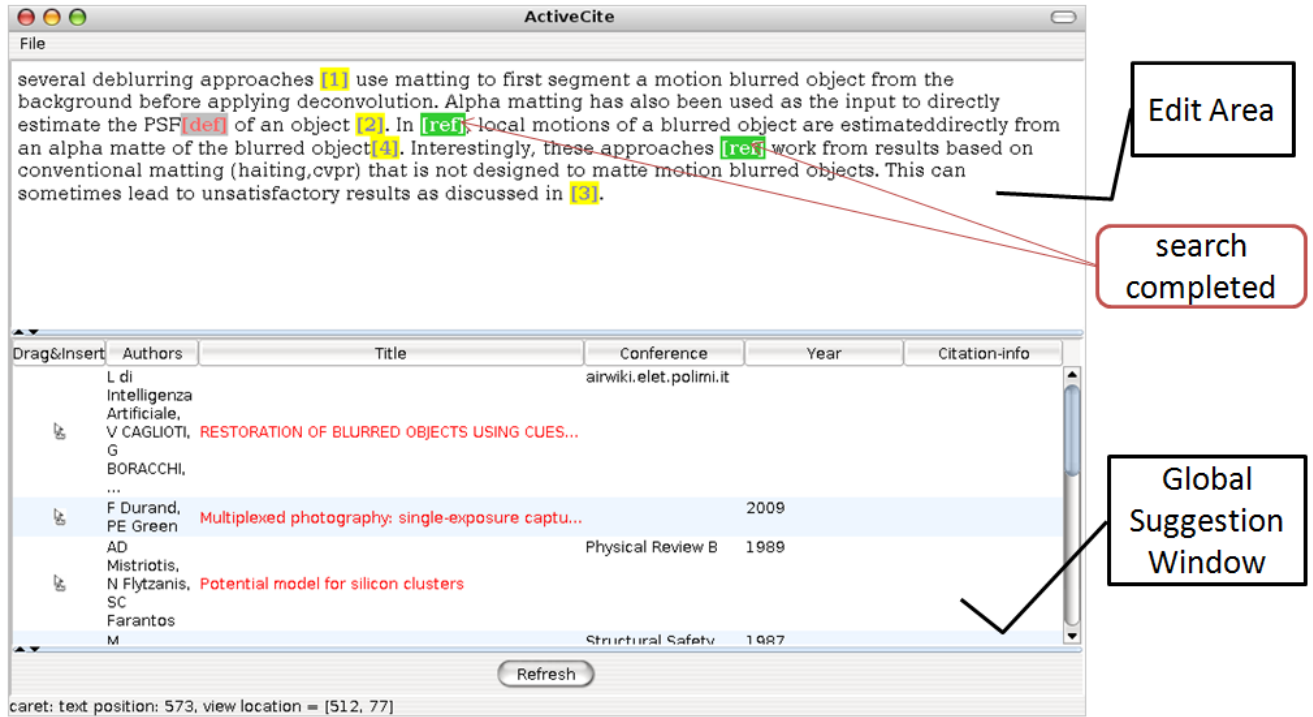 ActiveCite
File
several deblurring approaches [1] use matting to first segment a motion blurred object from the
background before applying deconvolution. Alpha matting has also been used as the input to directly
estimate the PSF[def] of an object [2]. In [ref], local motions of a blurred object are estimateddirectly from
an alpha matte of the blurred object[4]. Interestingly, these approaches [ref] work from results based on
conventional matting (haiting,cvpr) that is not designed to matte motion blurred objects. This can
sometimes lead to unsatisfactory results as discussed in [3].
Edit Area
search
completed
Drag&Insert Authors Title Conference Year Citation-info
L di
Intelligenza
Artificiale,
V CAGLIOTI,
G
BORACCHI,
...
RESTORATION OF BLURRED OBJECTS USING CUES...
airwiki.elet.polimi.it
F Durand,
PE Green
Multiplexed photography: single-exposure captu...
2009
AD
Mistriotis,
N Flytzanis,
SC
Farantos
Potential model for silicon clusters
Physical Review B
1989
M
Structural Safety
1987
Global
Suggestion
Window
Refresh
caret: text position: 573, view location = [512, 77]